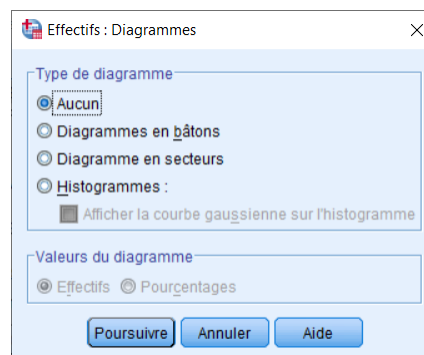 Effectifs : Diagrammes
Type de diagramme
Aucun
Diagrammes en bâtons
Diagramme en secteurs
Histogrammes :
Afficher la courbe gaussienne sur l'histogramme
Valeurs du diagramme
Effectifs Pourcentages
Poursuivre Annuler Aide